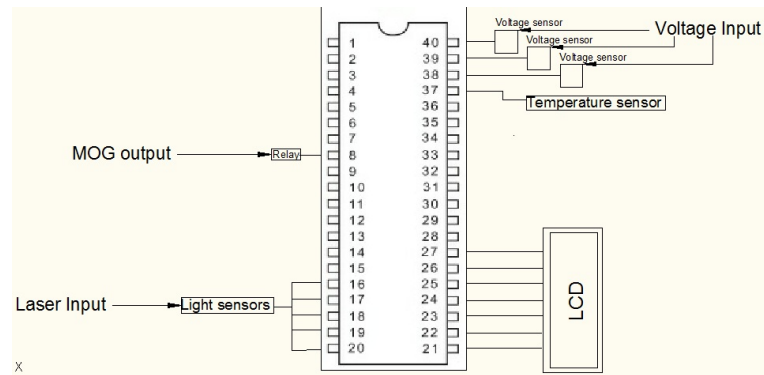 Voltage sensor
Voltage Input
Voltage sensor
Voltage sensor
Temperature sensor
MOG output
Relay
Laser Input
Light sensors
LCD
X
1 40
2 39
3 38
4 37
5 36
6 35
7 34
8 33
9 32
10 31
11 30
12 29
13 28
14 27
15 26
16 25
17 24
18 23
19 22
20 21